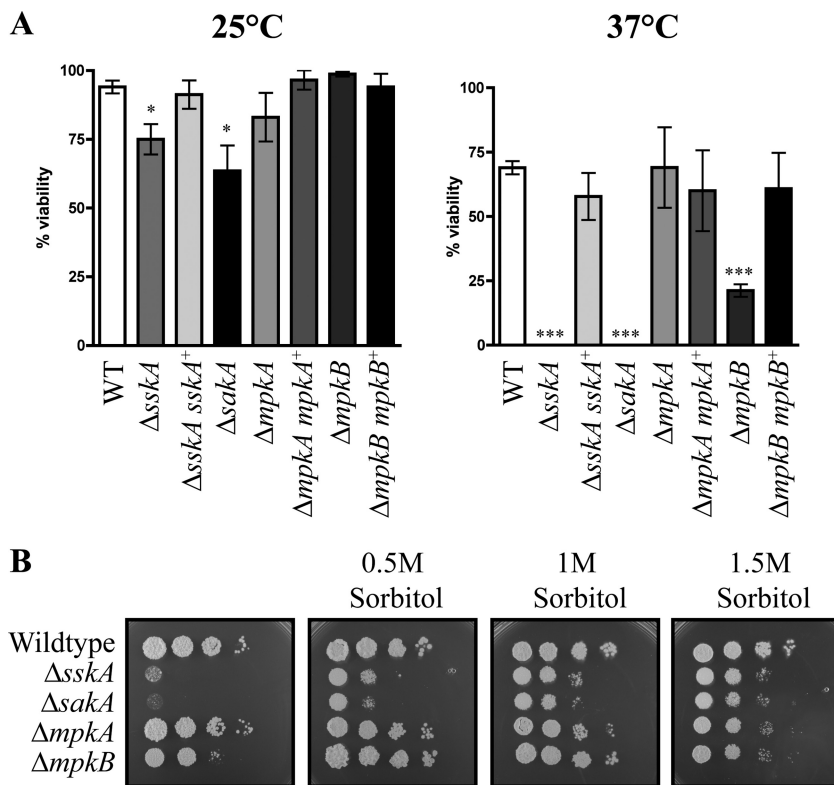 A
25°C
37°C
% viability
100
75
50
25
0
*
*
WT
ΔsskA
ΔsskA sskA⁺
ΔsakA
ΔmpkA
ΔmpkA mpkA⁺
ΔmpkB
ΔmpkB mpkB⁺
% viability
100
75
50
25
0
***
***
***
WT
ΔsskA
ΔsskA sskA⁺
ΔsakA
ΔmpkA
ΔmpkA mpkA⁺
ΔmpkB
ΔmpkB mpkB⁺
B
0.5M
Sorbitol
1M
Sorbitol
1.5M
Sorbitol
Wildtype
ΔsskA
ΔsakA
ΔmpkA
ΔmpkB